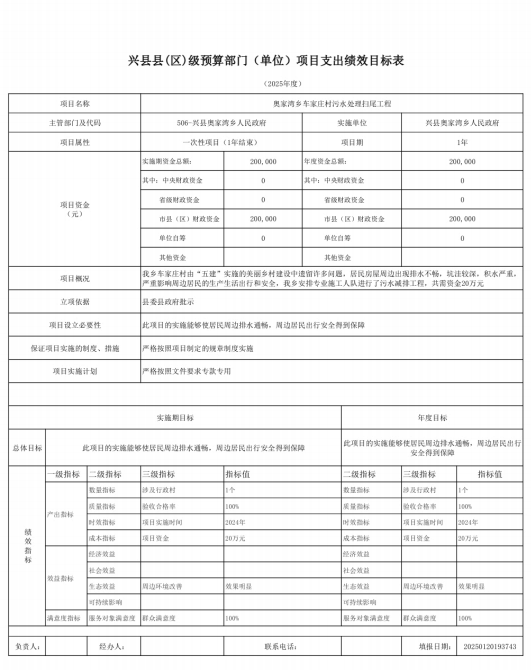 兴县县(区)级预算部门（单位）项目支出绩效目标表
（2025年度）
项目名称 奥家湾乡车家庄村污水处理扫尾工程
主管部门及代码 506-兴县奥家湾乡人民政府 实施单位 兴县奥家湾乡人民政府
项目属性 一次性项目（1年结束） 项目期 1年
项目资金（元）
实施期资金总额： 200,000 年度资金总额： 200,000
其中：中央财政资金 0 其中：中央财政资金 0
省级财政资金 0 省级财政资金 0
市县（区）财政资金 200,000 市县（区）财政资金 200,000
单位自筹 0 单位自筹 0
其他资金 其他资金
项目概况 我乡车家庄村由“五建”实施的美丽乡村建设中遗留许多问题，居民房屋周边出现排水不畅，坑洼较深，积水严重，
严重影响周边居民的生产生活出行和安全，我乡安排专业施工人队进行了污水减排工程，共需资金20万元
立项依据 县委县政府批示
项目设立必要性 此项目的实施能够使居民周边排水通畅，周边居民出行安全得到保障
保证项目实施的制度、措施 严格按照项目制定的规章制度实施
项目实施计划 严格按照文件要求专款专用
实施期目标 年度目标
总体目标 此项目的实施能够使居民周边排水通畅，周边居民出行安全得到保障 此项目的实施能够使居民周边排水通畅，周边居民出行安全得到保障
绩效指标
一级指标 二级指标 三级指标 指标值 二级指标 三级指标 指标值
产出指标
数量指标 涉及行政村 1个 数量指标 涉及行政村 1个
质量指标 验收合格率 100% 质量指标 验收合格率 100%
时效指标 项目实施时间 2024年 时效指标 项目实施时间 2024年
成本指标 项目资金 20万元 成本指标 项目资金 20万元
效益指标
经济效益 经济效益
社会效益 社会效益
生态效益 周边环境改善 效果明显 生态效益 周边环境改善 效果明显
可持续影响 可持续影响
满意度指标 服务对象满意度 群众满意度 100% 服务对象满意度 群众满意度 100%
负责人： 经办人： 联系电话： 填报日期： 20250120193743